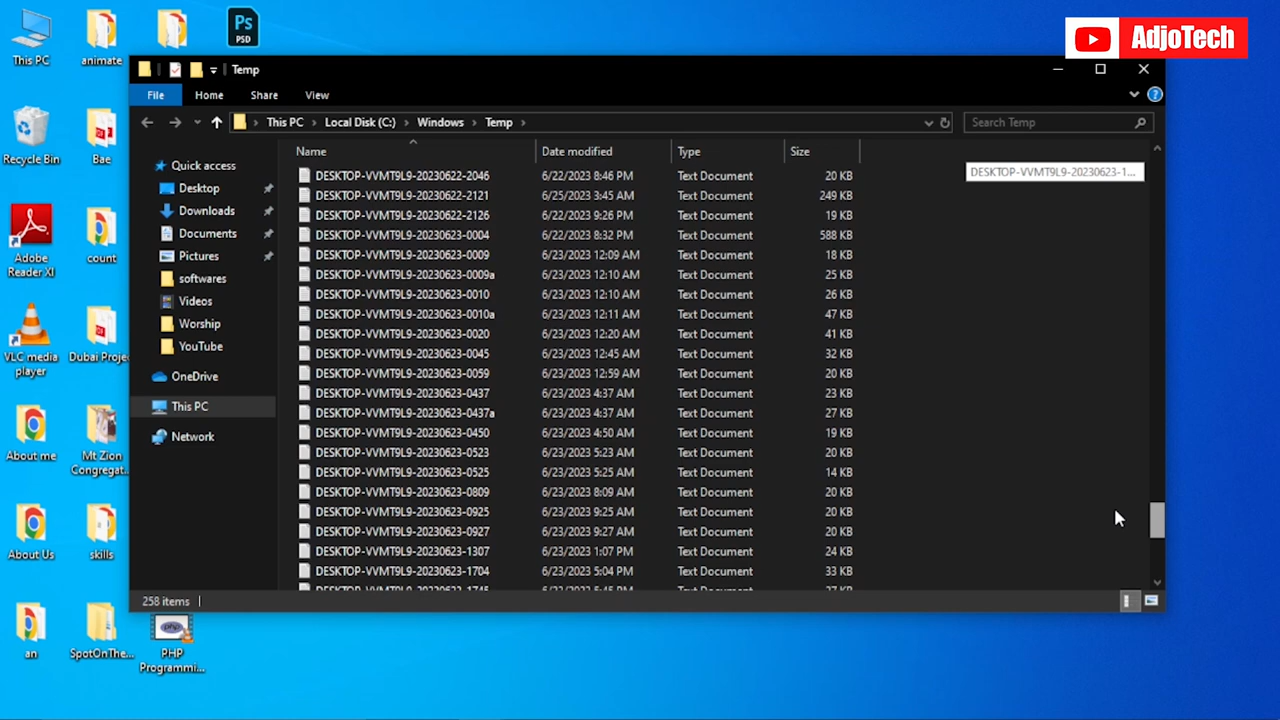 AdjoTech
Ps
PSD
This PC
animate
Recycle Bin
Bae
Adobe
Reader XI
count
VLC media
player
Dubai Proje
About me
Mt Zion
Congregat...
About Us
skills
an
SpotOnThe...
PHP
Programmi...
php
Temp
File
Home
Share
View
This PC
Local Disk (C:)
Windows
Temp
Search Temp
Quick access
Desktop
Downloads
Documents
Pictures
softwares
Videos
Worship
YouTube
OneDrive
This PC
Network
Name Date modified Type Size
DESKTOP-VVMT9L9-20230622-2046 6/22/2023 8:46 PM Text Document 20 KB
DESKTOP-VVMT9L9-20230622-2121 6/25/2023 3:45 AM Text Document 249 KB
DESKTOP-VVMT9L9-20230622-2126 6/22/2023 9:26 PM Text Document 19 KB
DESKTOP-VVMT9L9-20230623-0004 6/22/2023 8:32 PM Text Document 588 KB
DESKTOP-VVMT9L9-20230623-0009 6/23/2023 12:09 AM Text Document 18 KB
DESKTOP-VVMT9L9-20230623-0009a 6/23/2023 12:10 AM Text Document 25 KB
DESKTOP-VVMT9L9-20230623-0010 6/23/2023 12:10 AM Text Document 26 KB
DESKTOP-VVMT9L9-20230623-0010a 6/23/2023 12:11 AM Text Document 47 KB
DESKTOP-VVMT9L9-20230623-0020 6/23/2023 12:20 AM Text Document 41 KB
DESKTOP-VVMT9L9-20230623-0045 6/23/2023 12:45 AM Text Document 32 KB
DESKTOP-VVMT9L9-20230623-0059 6/23/2023 12:59 AM Text Document 20 KB
DESKTOP-VVMT9L9-20230623-0437 6/23/2023 4:37 AM Text Document 23 KB
DESKTOP-VVMT9L9-20230623-0437a 6/23/2023 4:37 AM Text Document 27 KB
DESKTOP-VVMT9L9-20230623-0450 6/23/2023 4:50 AM Text Document 19 KB
DESKTOP-VVMT9L9-20230623-0523 6/23/2023 5:23 AM Text Document 20 KB
DESKTOP-VVMT9L9-20230623-0525 6/23/2023 5:25 AM Text Document 14 KB
DESKTOP-VVMT9L9-20230623-0809 6/23/2023 8:09 AM Text Document 20 KB
DESKTOP-VVMT9L9-20230623-0925 6/23/2023 9:25 AM Text Document 20 KB
DESKTOP-VVMT9L9-20230623-0927 6/23/2023 9:27 AM Text Document 20 KB
DESKTOP-VVMT9L9-20230623-1307 6/23/2023 1:07 PM Text Document 24 KB
DESKTOP-VVMT9L9-20230623-1704 6/23/2023 5:04 PM Text Document 33 KB
DESKTOP-VVMT9L9-20230623-1...
258 items